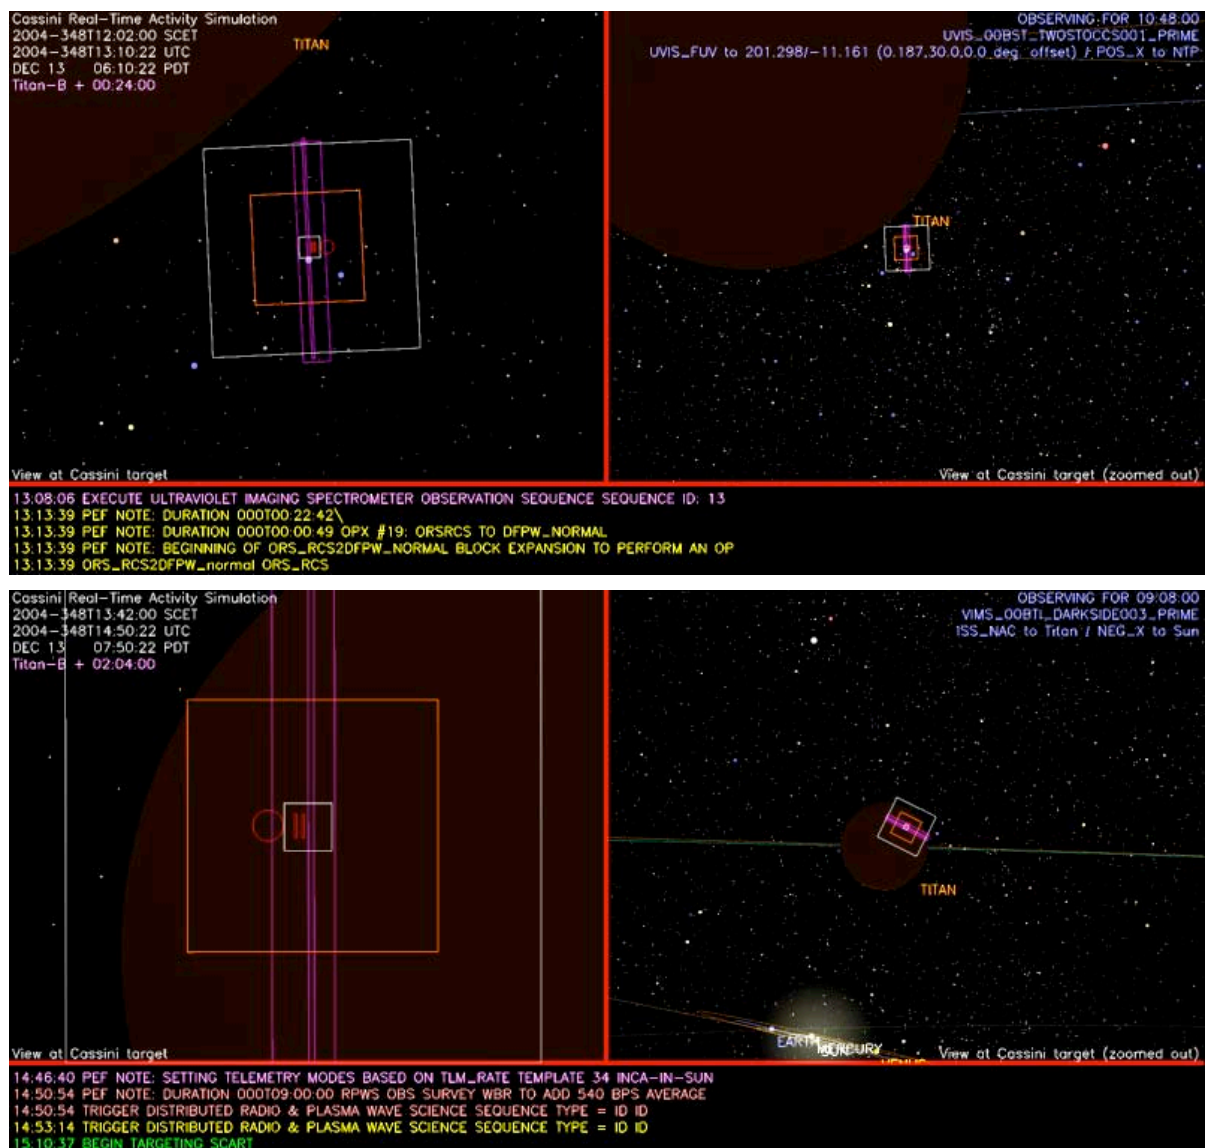 Cassini Real-Time Activity Simulation
2004-348T12:02:00 SCET
2004-348T13:10:22 UTC
DEC 13 06:10:22 PDT
Titan-B + 00:24:00
TITAN
OBSERVING FOR 10:48:00
UVIS_00BST_TWOSTOCCS001_PRIME
UVIS_FUV to 201.298/-11.161 (0.187,30.0,0.0 deg. offset) / POS_X to NTP
TITAN
View at Cassini target
View at Cassini target (zoomed out)
13:08:06 EXECUTE ULTRAVIOLET IMAGING SPECTROMETER OBSERVATION SEQUENCE SEQUENCE ID: 13
13:13:39 PEF NOTE: DURATION 000T00:22:42\
13:13:39 PEF NOTE: DURATION 000T00:00:49 OPX #19: ORSRCS TO DFPW_NORMAL
13:13:39 PEF NOTE: BEGINNING OF ORS_RCS2DFPW_NORMAL BLOCK EXPANSION TO PERFORM AN OP
13:13:39 ORS_RCS2DFPW_normal ORS_RCS
Cassini Real-Time Activity Simulation
2004-348T13:42:00 SCET
2004-348T14:50:22 UTC
DEC 13 07:50:22 PDT
Titan-B + 02:04:00
OBSERVING FOR 09:08:00
VIMS_00BTI_DARKSIDE003_PRIME
ISS_NAC to Titan / NEG_X to Sun
TITAN
EARTH
MERCURY
SUN
VENUS
View at Cassini target
View at Cassini target (zoomed out)
14:46:40 PEF NOTE: SETTING TELEMETRY MODES BASED ON TLM_RATE TEMPLATE 34 INCA-IN-SUN
14:50:54 PEF NOTE: DURATION 000T09:00:00 RPWS OBS SURVEY WBR TO ADD 540 BPS AVERAGE
14:50:54 TRIGGER DISTRIBUTED RADIO & PLASMA WAVE SCIENCE SEQUENCE TYPE = ID ID
14:53:14 TRIGGER DISTRIBUTED RADIO & PLASMA WAVE SCIENCE SEQUENCE TYPE = ID ID
15:10:37 BEGIN TARGETING SCART